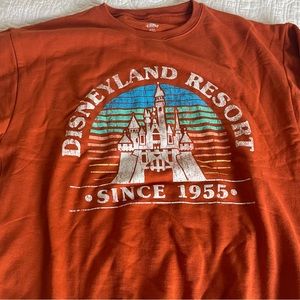 DISNEYLAND RESORT
• SINCE 1955 •